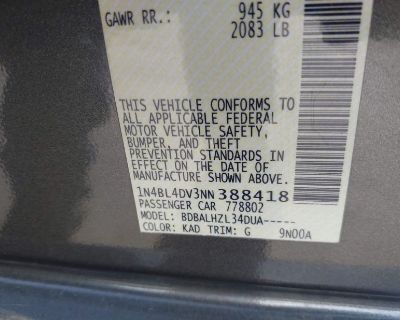 GAWR RR.: 945 KG
2083 LB
THIS VEHICLE CONFORMS TO
ALL APPLICABLE FEDERAL
MOTOR VEHICLE SAFETY,
BUMPER, AND THEFT
PREVENTION STANDARDS
IN EFFECT ON THE DATE OF
MANUFACTURE SHOWN ABOVE.
1N4BL4DV3NN388418
PASSENGER CAR 778802
MODEL: BDBALHZL34DUA-----
COLOR: KAD TRIM: G 9N00A